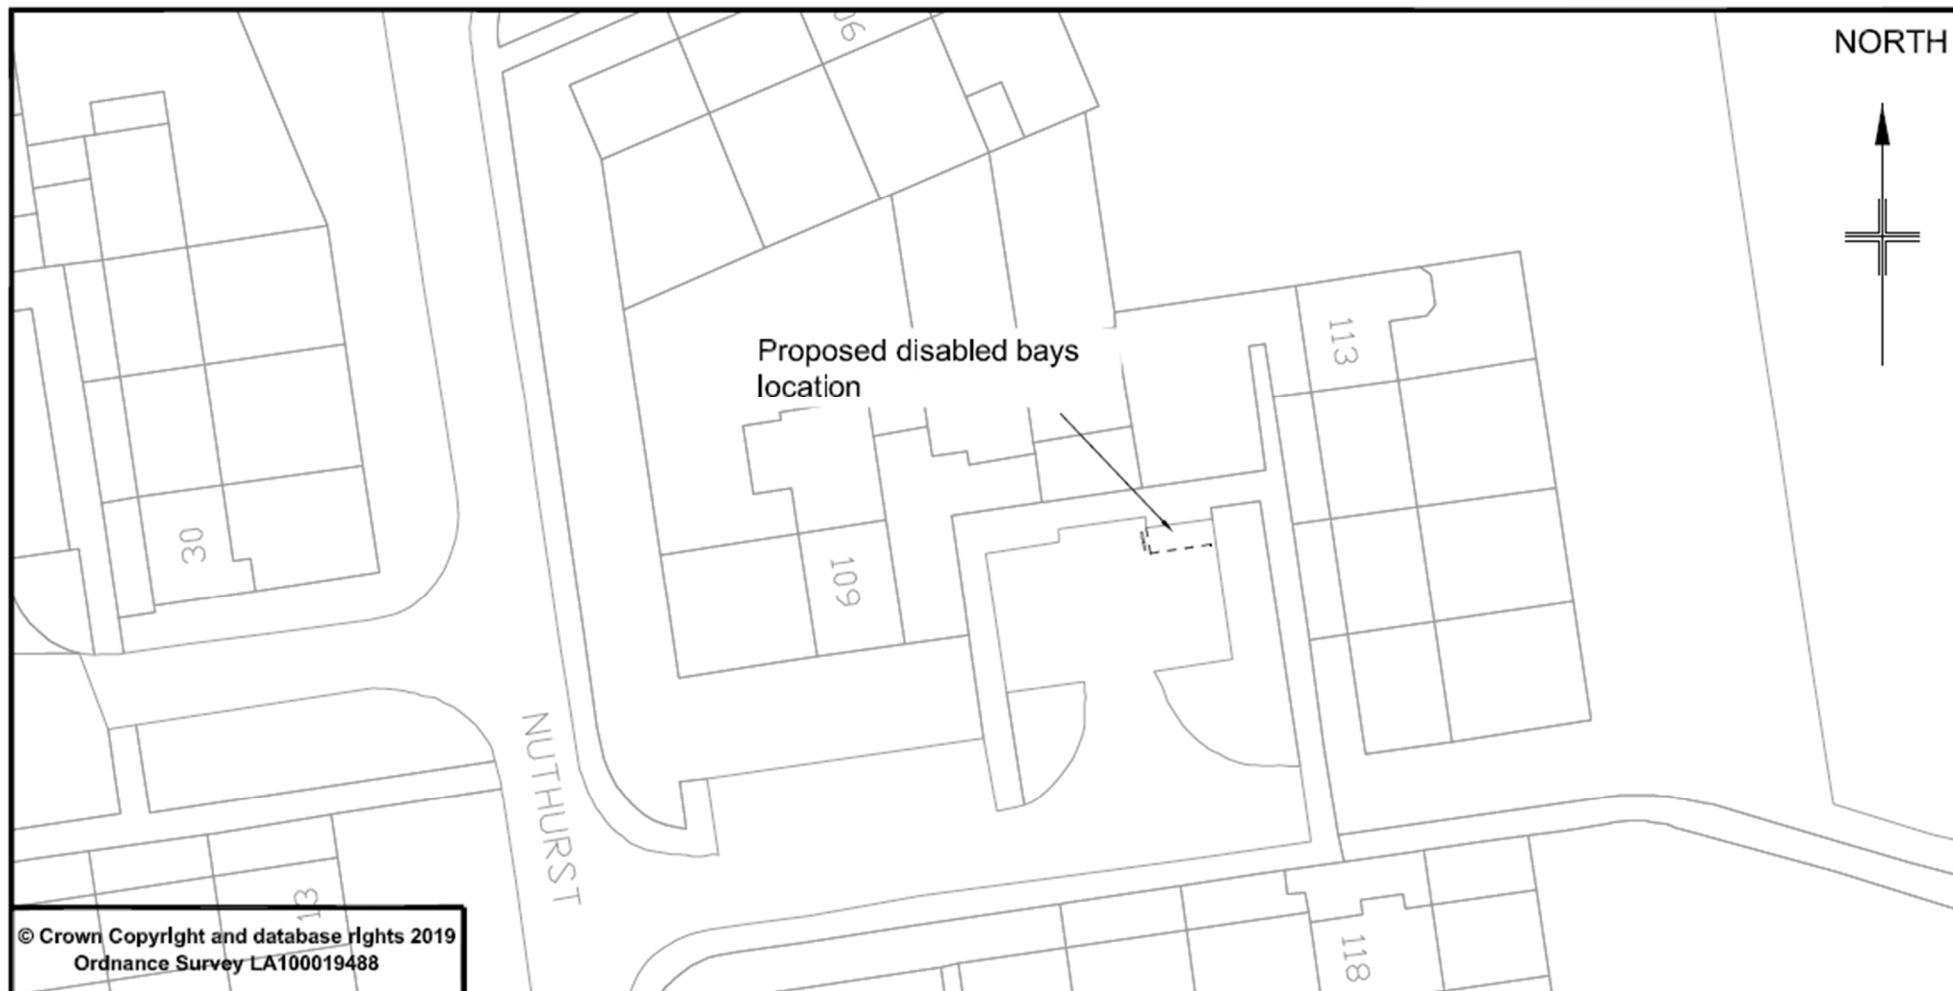 NORTH
Proposed disabled bays
location
113
30
109
NUTHURST
13
118
© Crown Copyright and database rights 2019
Ordnance Survey LA100019488